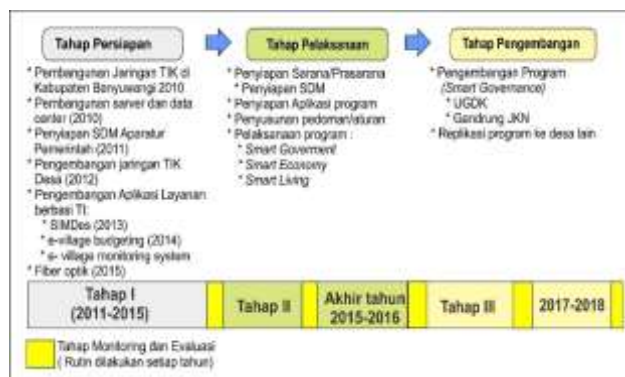 Tahap Persiapan
Tahap Pelaksanaan
Tahap Pengembangan
* Pembangunan Jaringan TIK di
Kabupaten Banyuwangi 2010
* Pembangunan server dan data
center (2010)
* Penyiapan SDM Aparatur
Pemerintah (2011)
* Pengembangan jaringan TIK
Desa (2012)
* Pengembangan Aplikasi Layanan
berbasi TI:
* SIMDes (2013)
* e-village budgeting (2014)
* e- village monitoring system
* Fiber optik (2015)
* Penyiapan Sarana/Prasarana
* Penyiapan SDM
* Penyapan Aplikasi program
* Penyusunan pedoman/aturan
* Pelaksanaan program :
* Smart Goverment
* Smart Economy
* Smart Living
* Pengembangan Program
(Smart Governance)
* UGDK
* Gandrung JKN
* Replikasi program ke desa lain
Tahap I
(2011-2015)
Tahap II
Akhir tahun
2015-2016
Tahap III
2017-2018
Tahap Monitoring dan Evaluasi
( Rutin dilakukan setiap tahun)